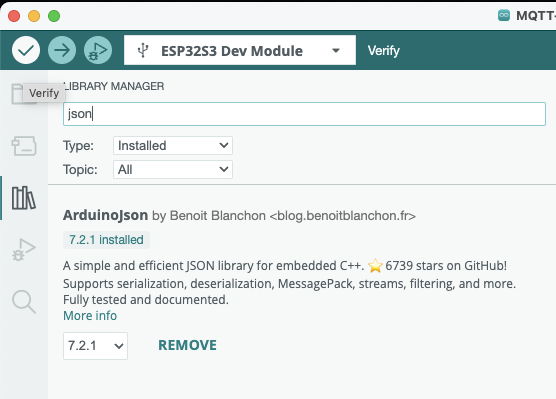 MQTT-
ESP32S3 Dev Module
Verify
Verify
LIBRARY MANAGER
json
Type: Installed
Topic: All
ArduinoJson by Benoit Blanchon <blog.benoitblanchon.fr>
7.2.1 installed
A simple and efficient JSON library for embedded C++. ⭐ 6739 stars on GitHub!
Supports serialization, deserialization, MessagePack, streams, filtering, and more.
Fully tested and documented.
More info
7.2.1 REMOVE